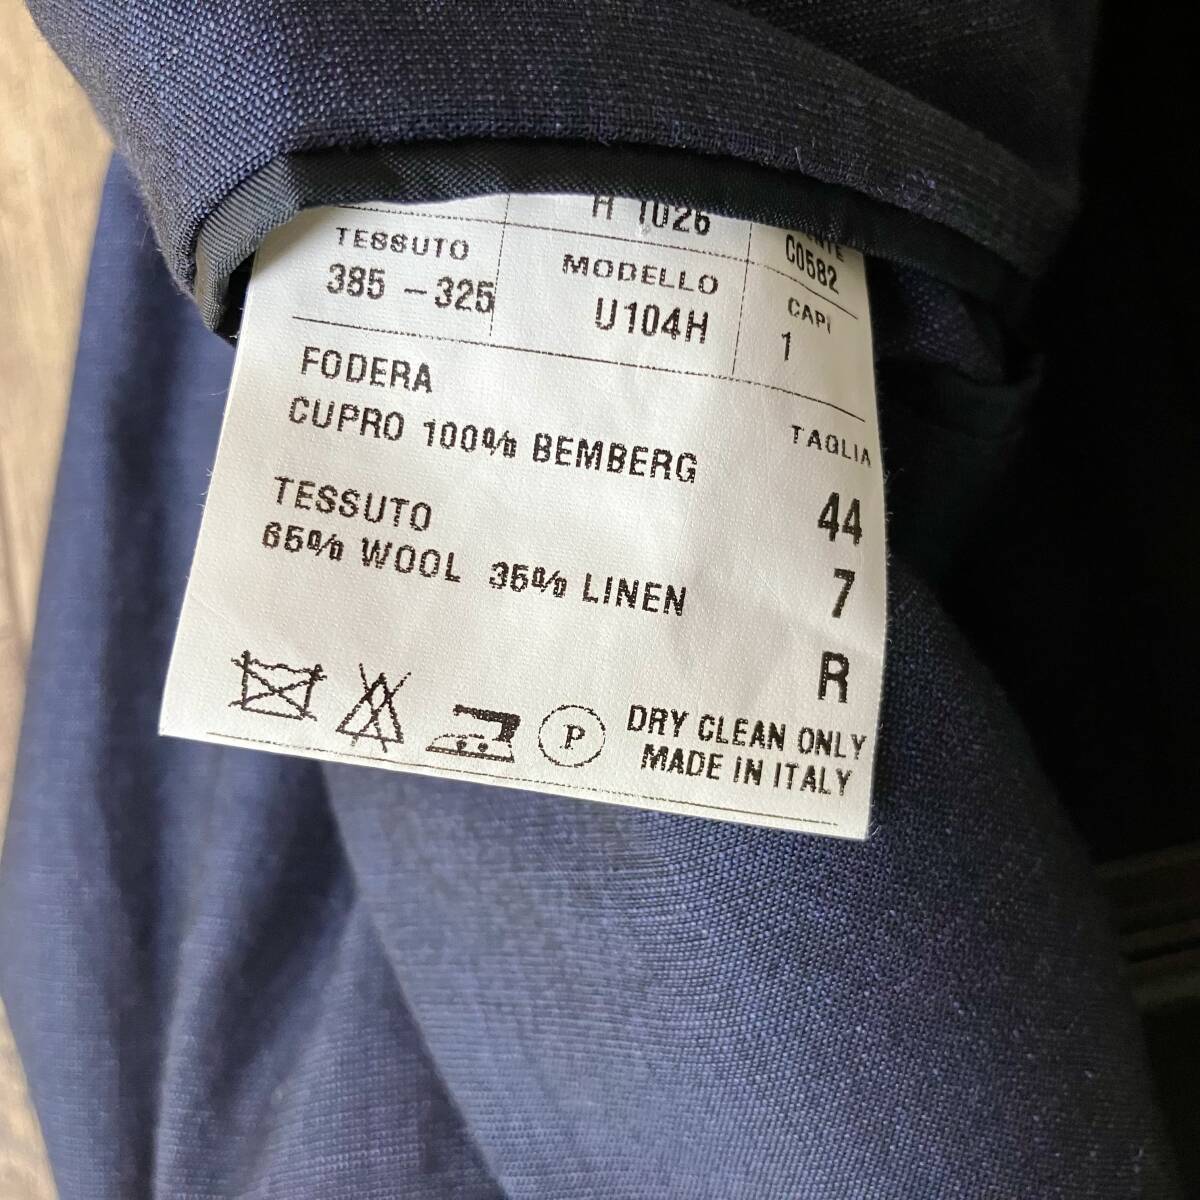 H 1026
TESSUTO
385 - 325
MODELLO
U104H
C0582
CAPI
1
FODERA
CUPRO 100% BEMBERG
TAGLIA
44
7
R
TESSUTO
65% WOOL 35% LINEN
P
DRY CLEAN ONLY
MADE IN ITALY